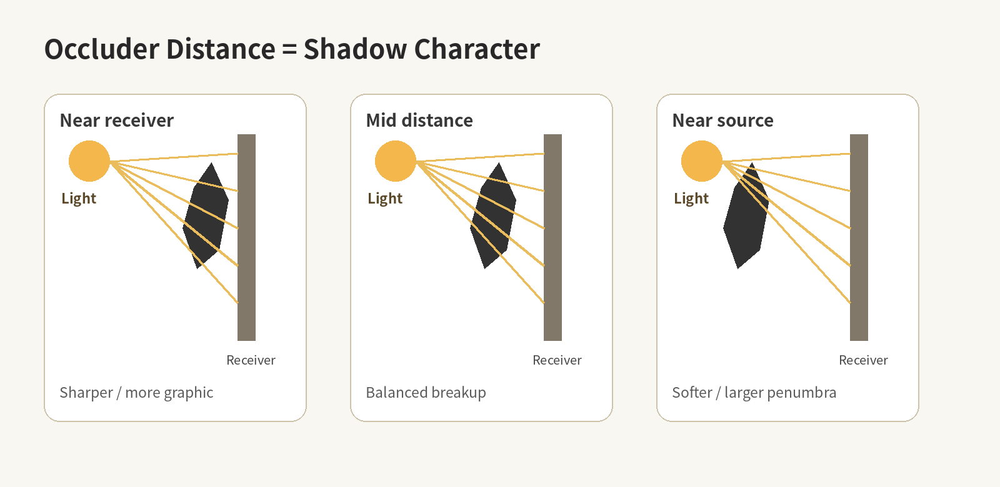 Occluder Distance = Shadow Character
Near receiver
Light
Receiver
Sharper / more graphic
Mid distance
Light
Receiver
Balanced breakup
Near source
Light
Receiver
Softer / larger penumbra